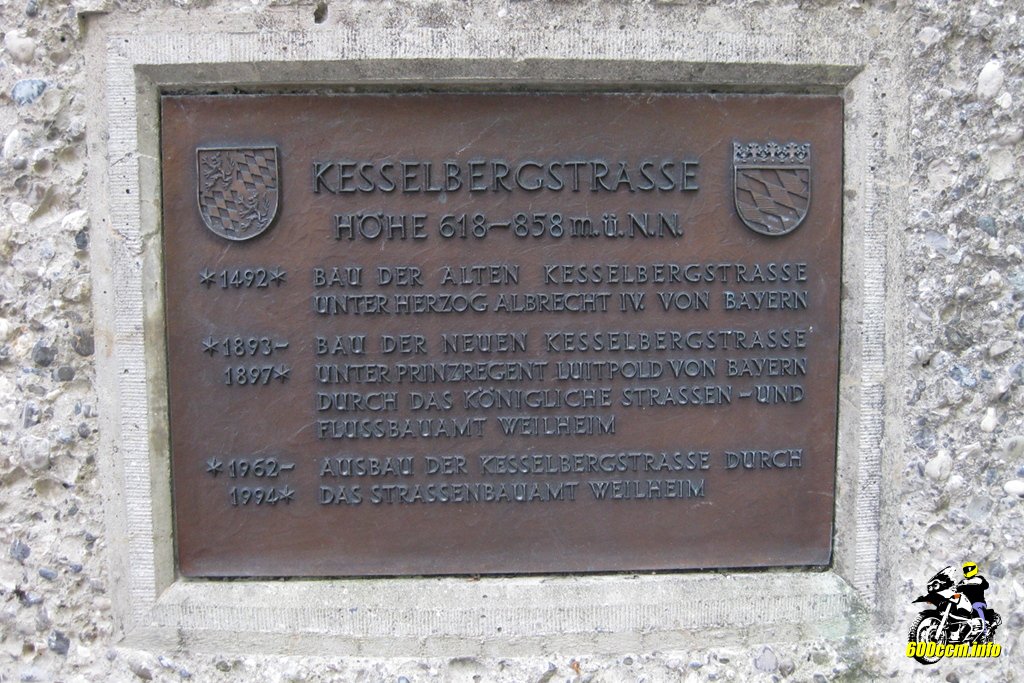 KESSELBERGSTRASSE
HÖHE 618-858 m.ü.N.N.
*1492* BAU DER ALTEN KESSELBERGSTRASSE
UNTER HERZOG ALBRECHT IV. VON BAYERN
*1893- BAU DER NEUEN KESSELBERGSTRASSE
1897* UNTER PRINZREGENT LUITPOLD VON BAYERN
DURCH DAS KÖNIGLICHE STRASSEN-UND
FLUSSBAUAMT WEILHEIM
*1962- AUSBAU DER KESSELBERGSTRASSE DURCH
1994* DAS STRASSENBAUAMT WEILHEIM
600ccm.info